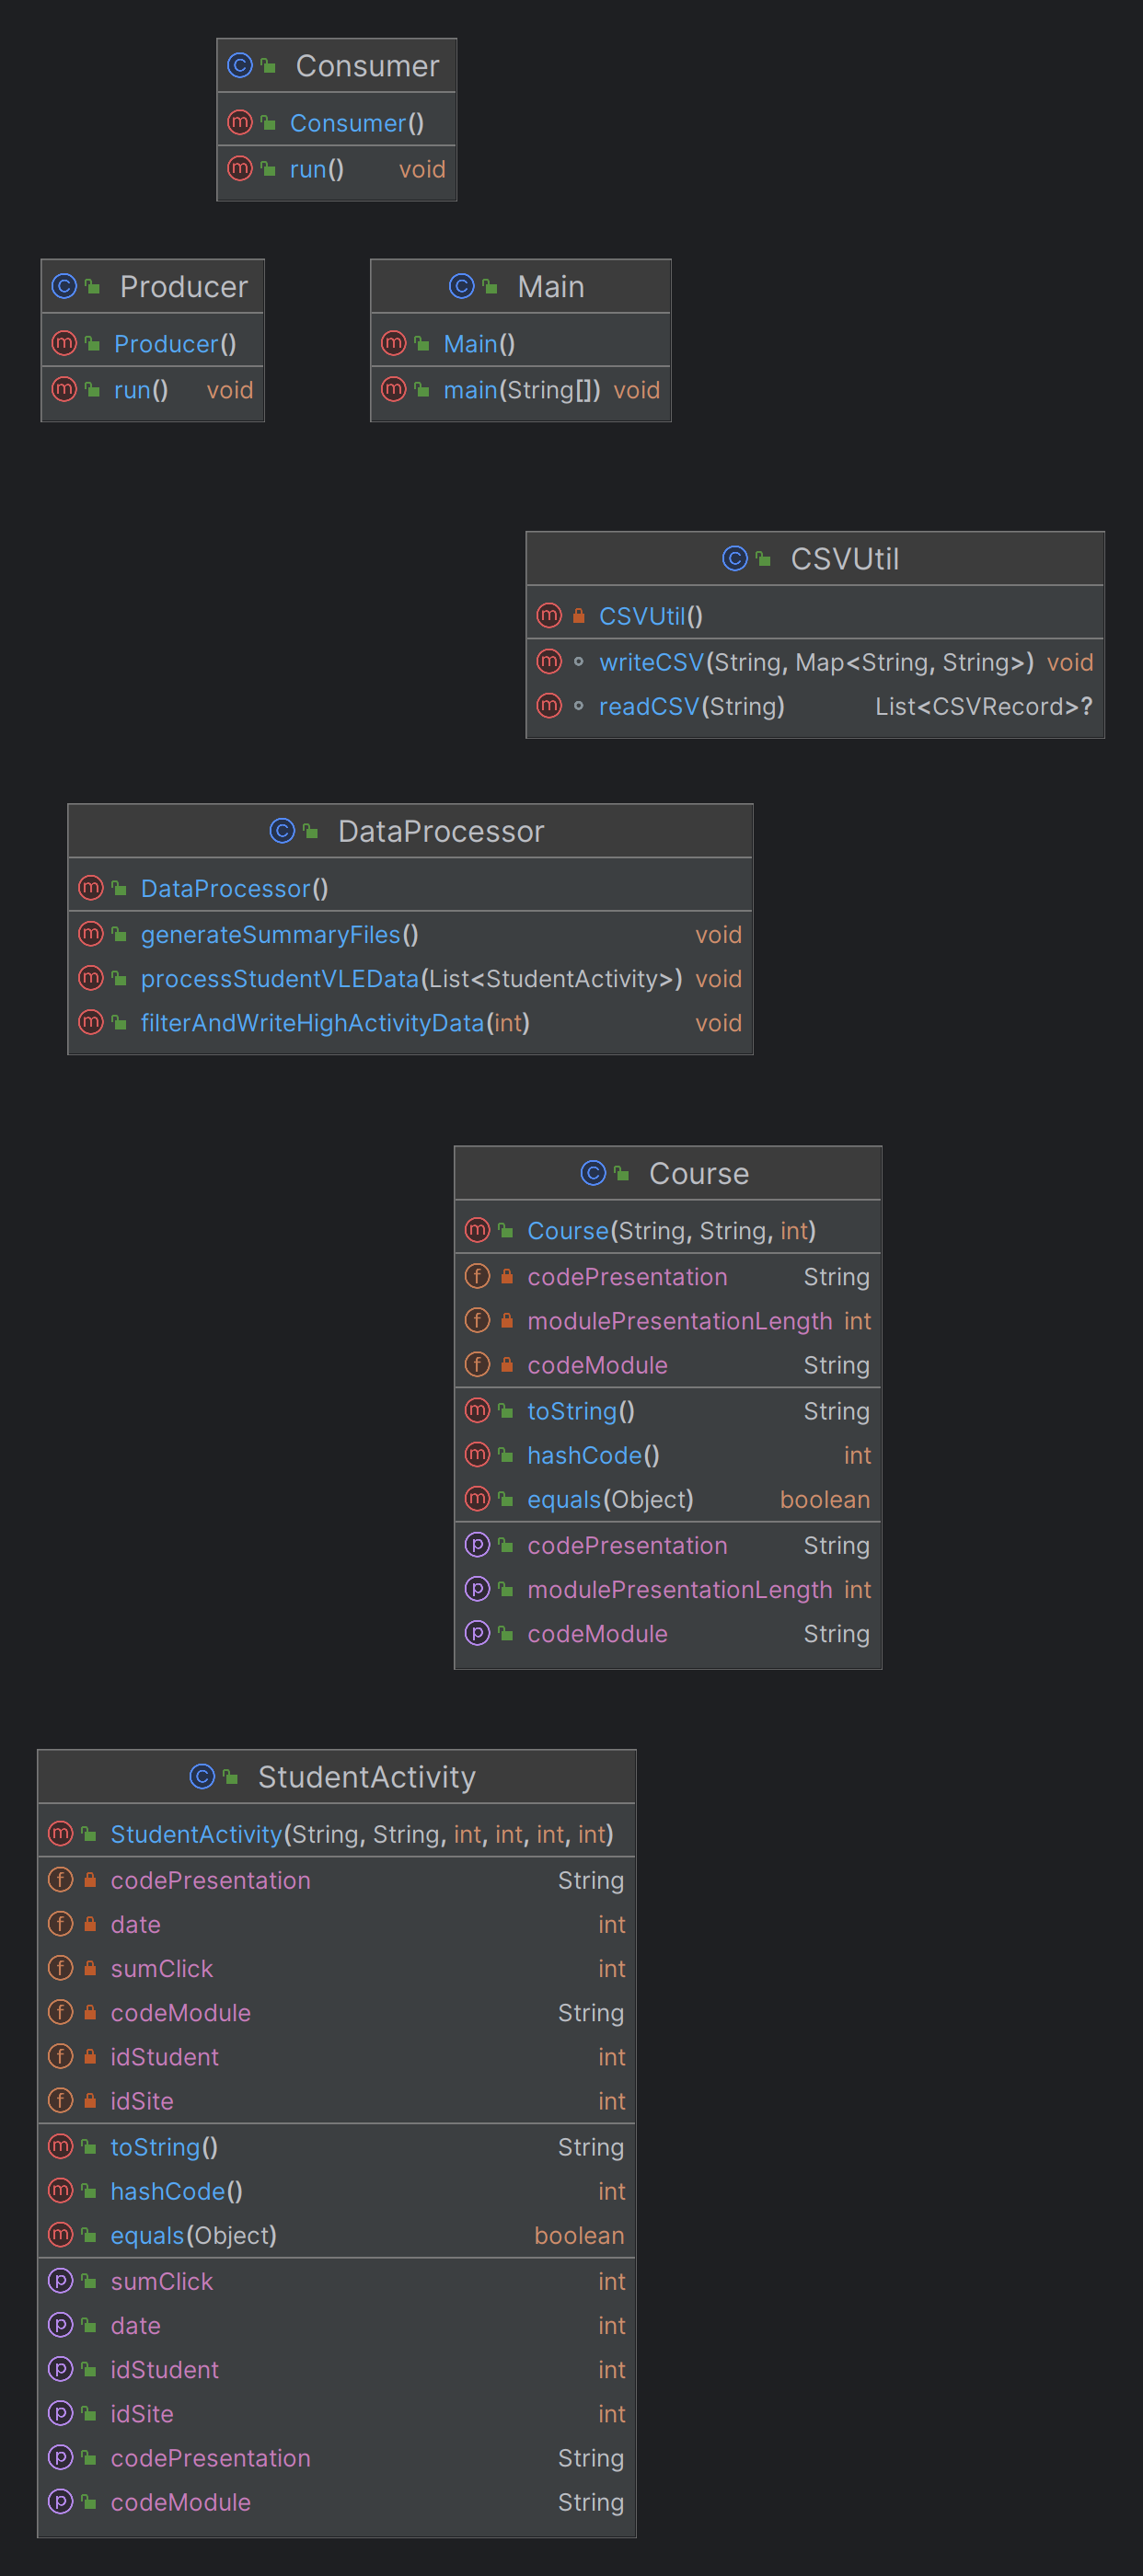 Consumer
Consumer()
run() void
Producer
Producer()
run() void
Main
Main()
main(String[]) void
CSVUtil
CSVUtil()
writeCSV(String, Map<String, String>) void
readCSV(String) List<CSVRecord>?
DataProcessor
DataProcessor()
generateSummaryFiles() void
processStudentVLEData(List<StudentActivity>) void
filterAndWriteHighActivityData(int) void
Course
Course(String, String, int)
codePresentation String
modulePresentationLength int
codeModule String
toString() String
hashCode() int
equals(Object) boolean
codePresentation String
modulePresentationLength int
codeModule String
StudentActivity
StudentActivity(String, String, int, int, int, int)
codePresentation String
date int
sumClick int
codeModule String
idStudent int
idSite int
toString() String
hashCode() int
equals(Object) boolean
sumClick int
date int
idStudent int
idSite int
codePresentation String
codeModule String